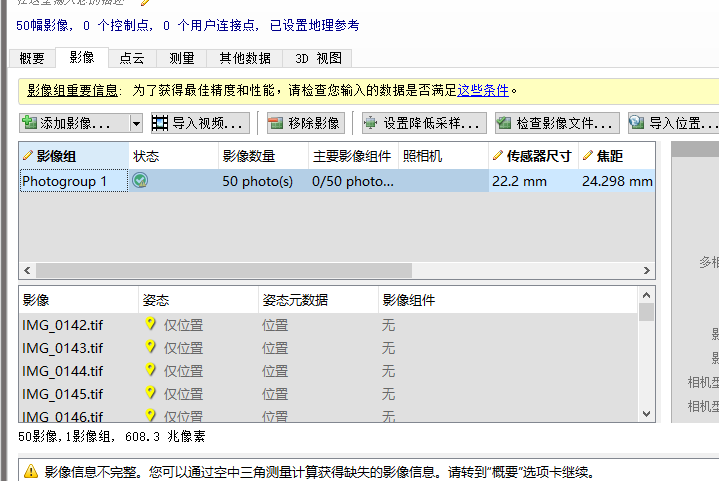 50幅影像, 0 个控制点, 0 个用户连接点, 已设置地理参考
概要 影像 点云 测量 其他数据 3D 视图
影像组重要信息: 为了获得最佳精度和性能，请检查您输入的数据是否满足这些条件。
添加影像... 导入视频... 移除影像 设置降低采样... 检查影像文件... 导入位置...
影像组 状态 影像数量 主要影像组件 照相机 传感器尺寸 焦距
Photogroup 1 50 photo(s) 0/50 photo... 22.2 mm 24.298 mm
多相
影像 姿态 姿态元数据 影像组件
IMG_0142.tif 仅位置 位置 无
IMG_0143.tif 仅位置 位置 无
IMG_0144.tif 仅位置 位置 无
IMG_0145.tif 仅位置 位置 无
IMG_0146.tif 仅位置 位置 无
影
影
相机型
相机型
50影像,1影像组, 608.3 兆像素
影像信息不完整。您可以通过空中三角测量计算获得缺失的影像信息。请转到“概要”选项卡继续。